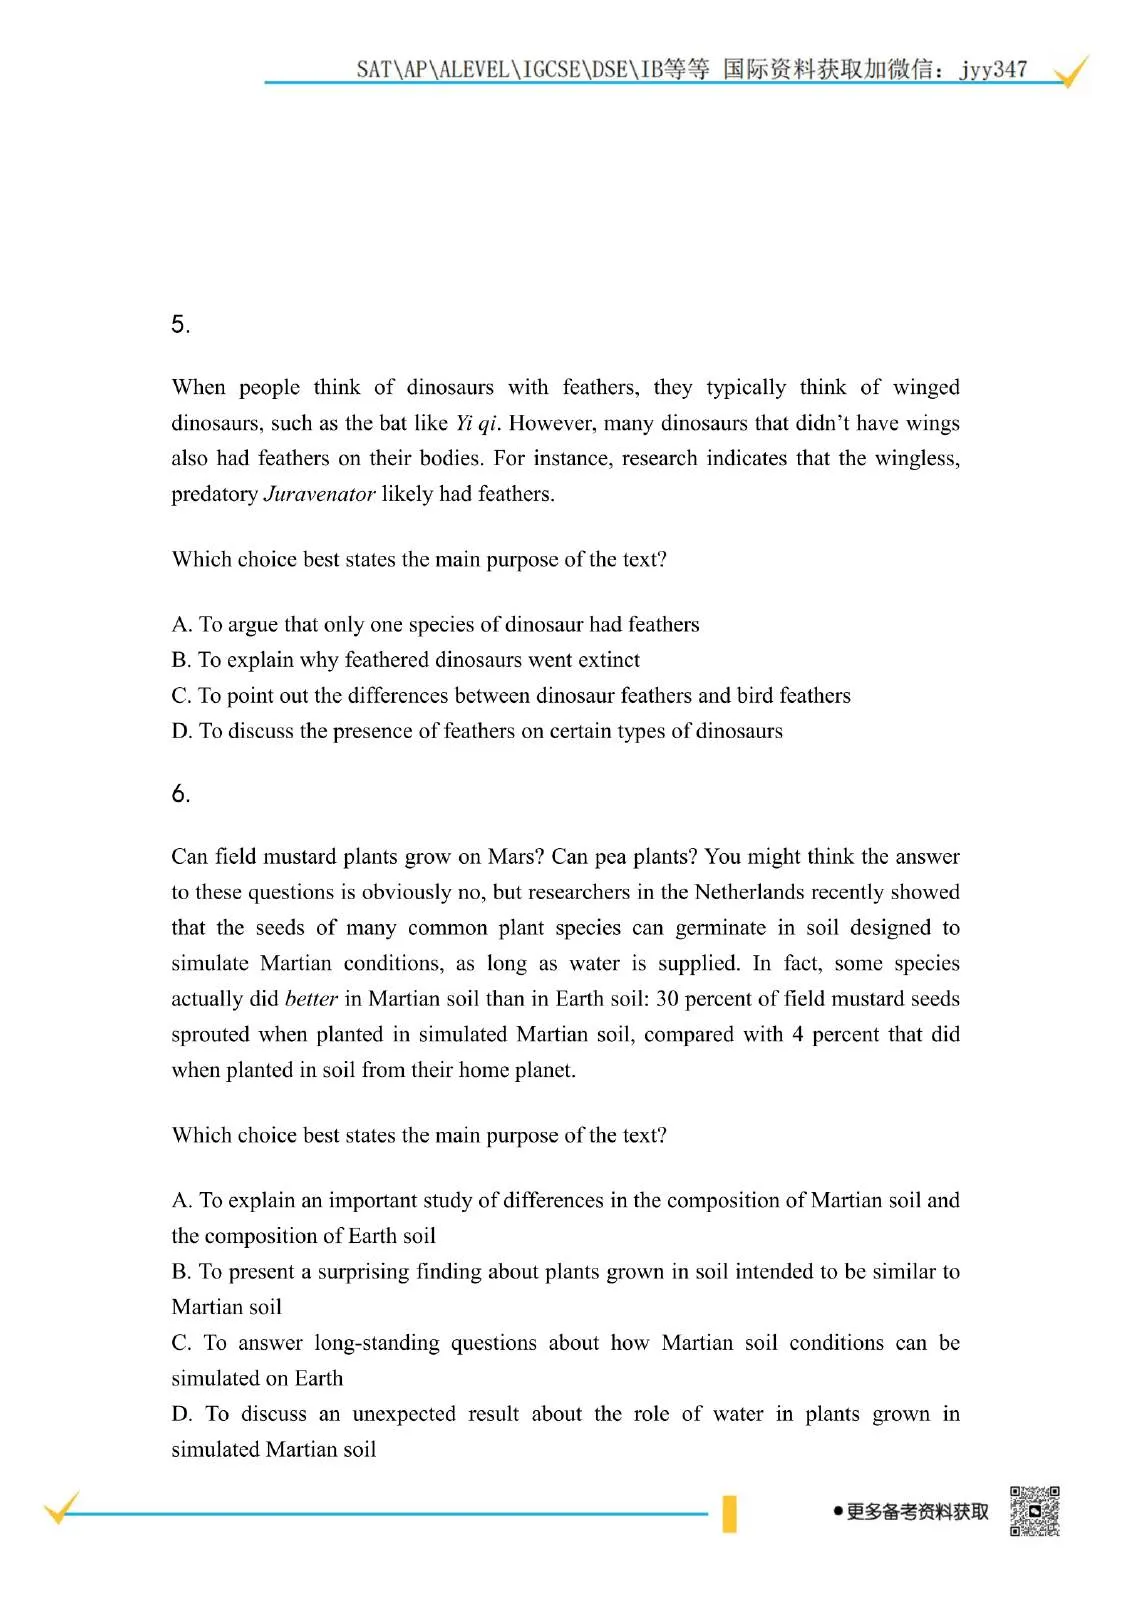 SAT\AP\ALEVEL\IGCSE\DSE\IB等等 国际资料获取加微信：jyy347
5.
When people think of dinosaurs with feathers, they typically think of winged
dinosaurs, such as the bat like Yi qi. However, many dinosaurs that didn’t have wings
also had feathers on their bodies. For instance, research indicates that the wingless,
predatory Juravenator likely had feathers.
Which choice best states the main purpose of the text?
A. To argue that only one species of dinosaur had feathers
B. To explain why feathered dinosaurs went extinct
C. To point out the differences between dinosaur feathers and bird feathers
D. To discuss the presence of feathers on certain types of dinosaurs
6.
Can field mustard plants grow on Mars? Can pea plants? You might think the answer
to these questions is obviously no, but researchers in the Netherlands recently showed
that the seeds of many common plant species can germinate in soil designed to
simulate Martian conditions, as long as water is supplied. In fact, some species
actually did better in Martian soil than in Earth soil: 30 percent of field mustard seeds
sprouted when planted in simulated Martian soil, compared with 4 percent that did
when planted in soil from their home planet.
Which choice best states the main purpose of the text?
A. To explain an important study of differences in the composition of Martian soil and
the composition of Earth soil
B. To present a surprising finding about plants grown in soil intended to be similar to
Martian soil
C. To answer long-standing questions about how Martian soil conditions can be
simulated on Earth
D. To discuss an unexpected result about the role of water in plants grown in
simulated Martian soil
●更多备考资料获取